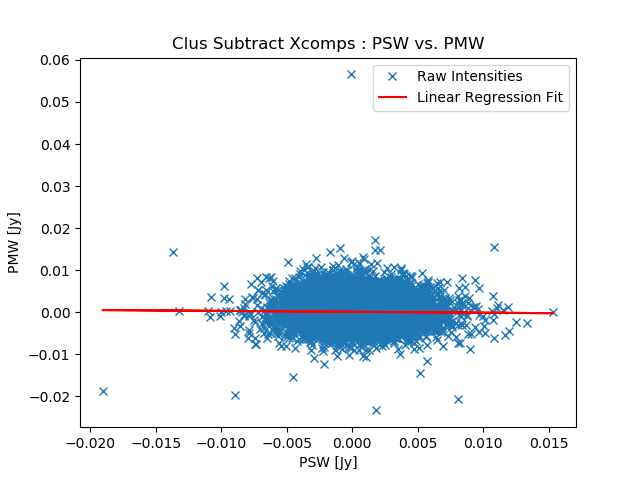 Clus Subtract Xcomps : PSW vs. PMW
Raw Intensities
Linear Regression Fit
PMW [Jy]
0.06
0.05
0.04
0.03
0.02
0.01
0.00
−0.01
−0.02
−0.020 −0.015 −0.010 −0.005 0.000 0.005 0.010 0.015
PSW [Jy]